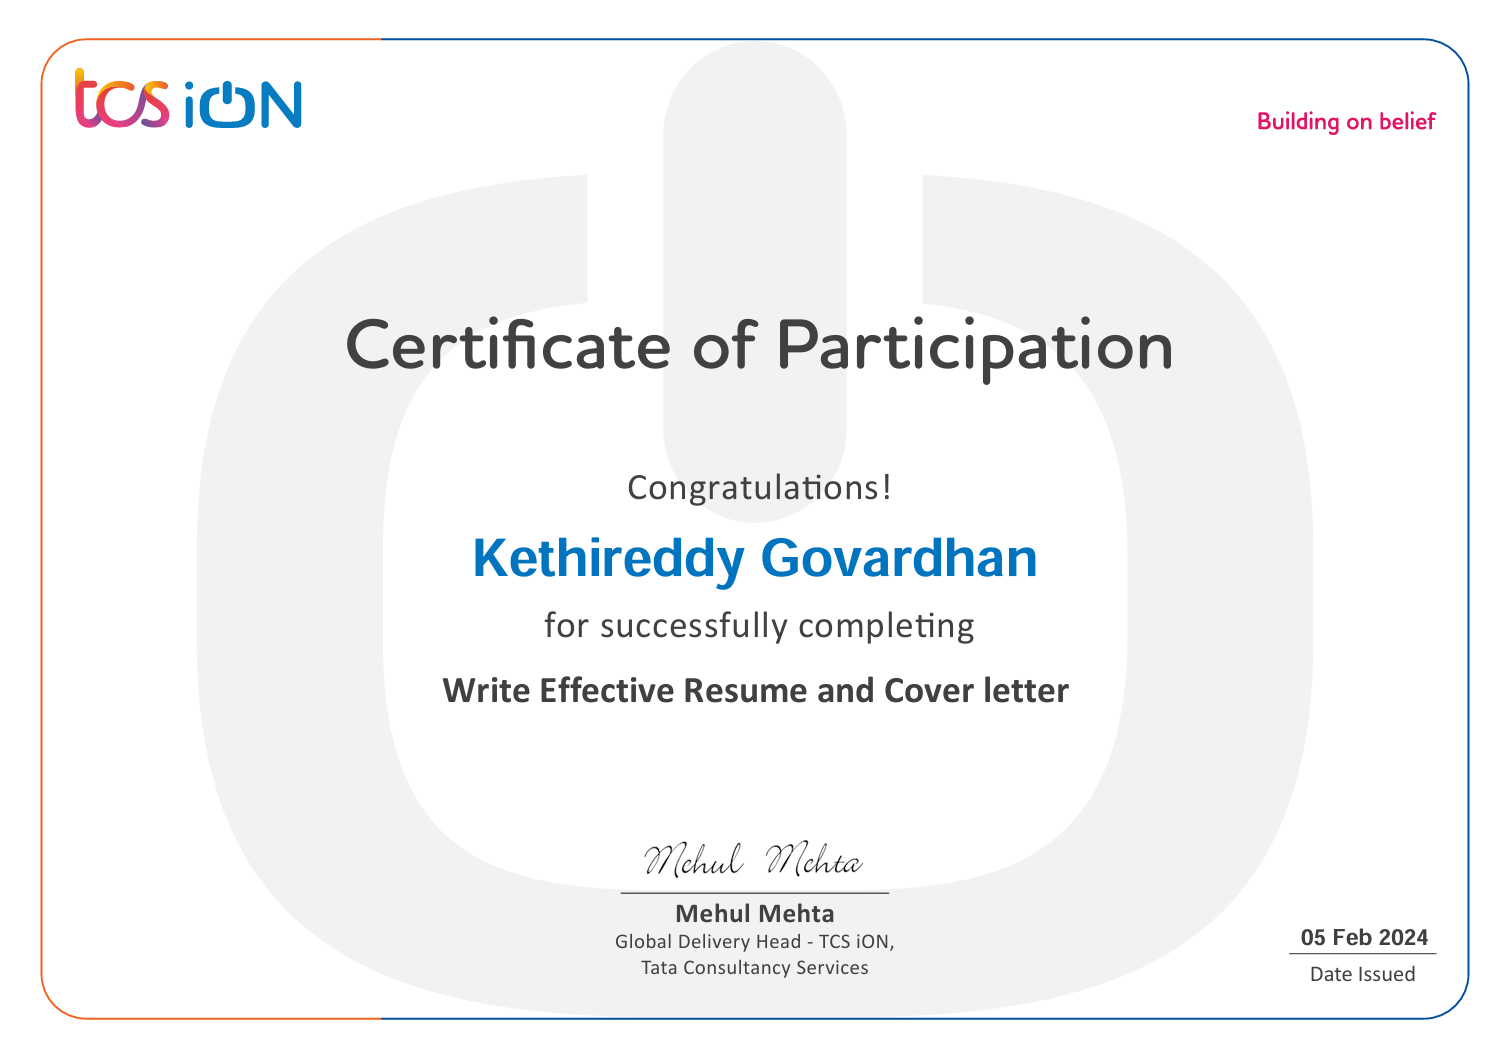 tcs iON
Building on belief
Certificate of Participation
Congratulations!
Kethireddy Govardhan
for successfully completing
Write Effective Resume and Cover letter
Mehul Mehta
Mehul Mehta
Global Delivery Head - TCS iON,
Tata Consultancy Services
05 Feb 2024
Date Issued